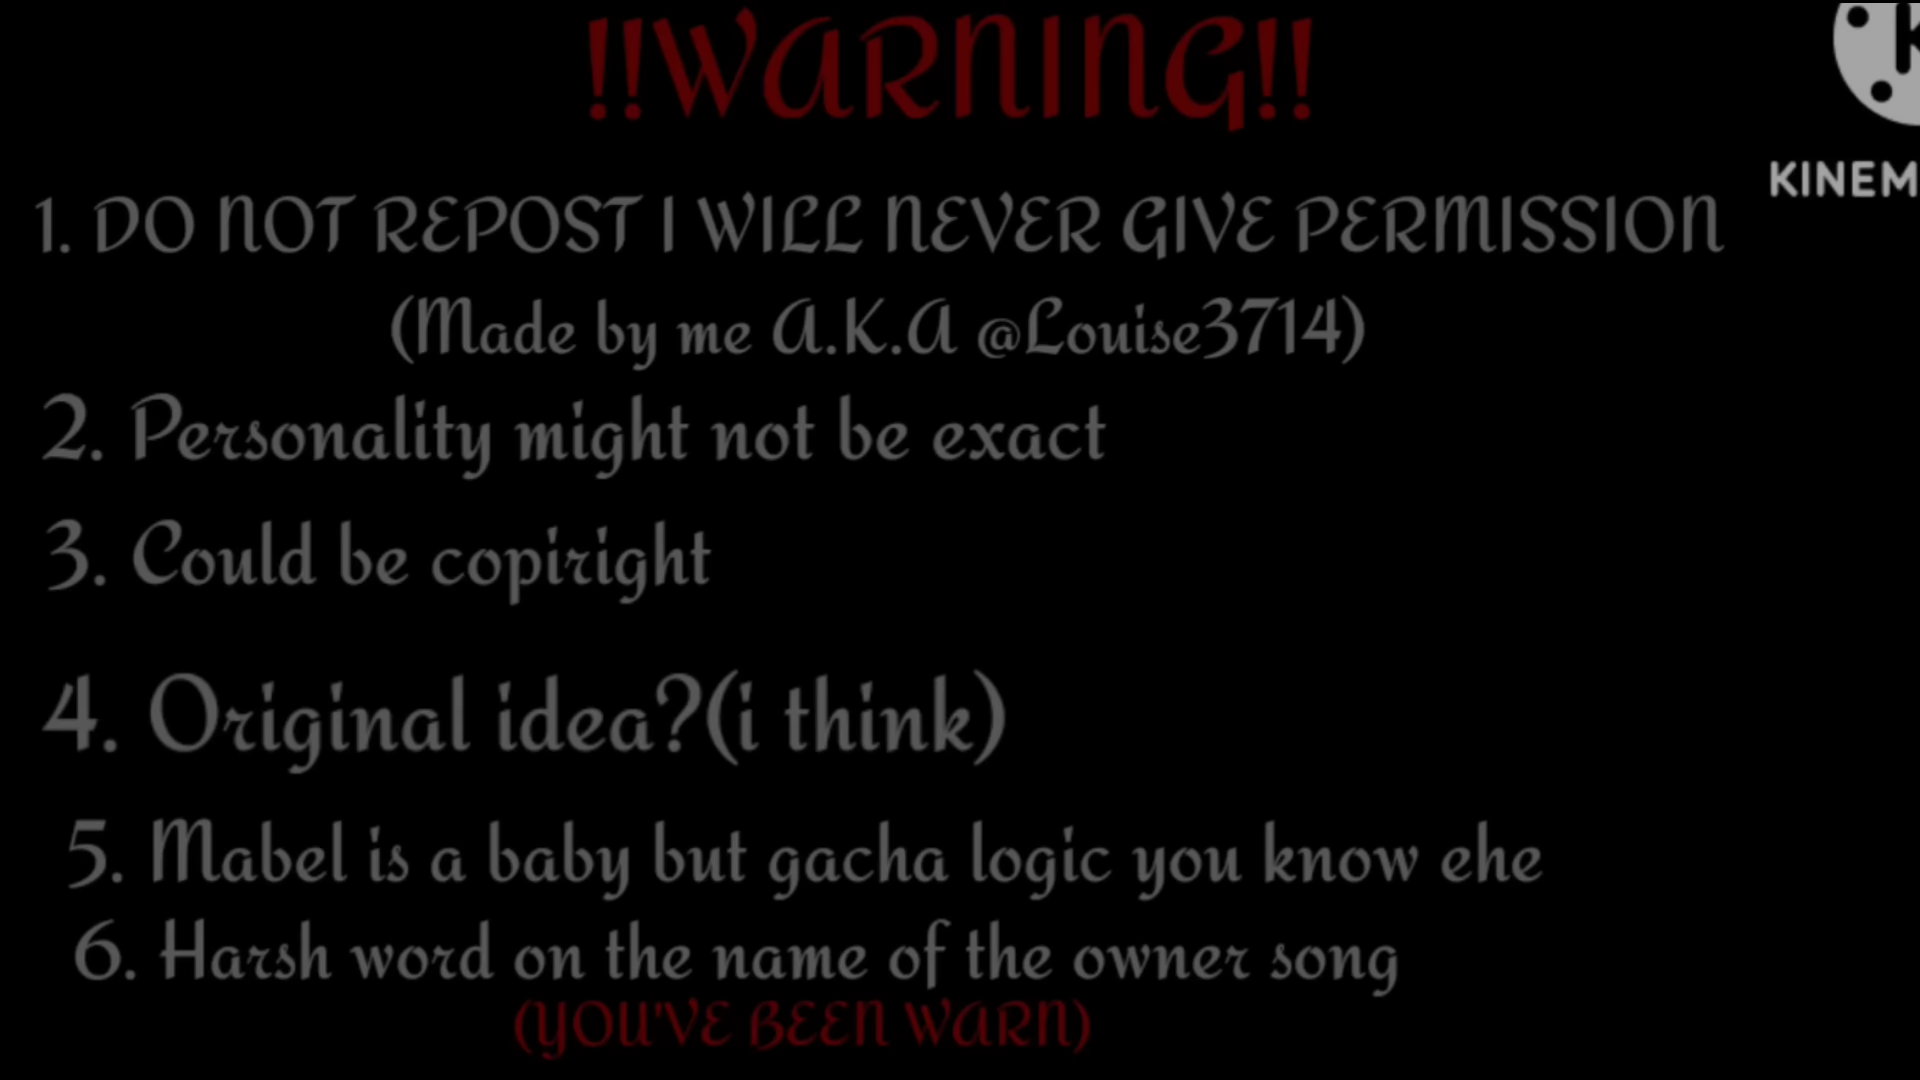 !!WARNING!!
KINEM
1. DO NOT REPOST I WILL NEVER GIVE PERMISSION
(Made by me A.K.A @Louise3714)
2. Personality might not be exact
3. Could be copiright
4. Original idea?(i think)
5. Mabel is a baby but gacha logic you know ehe
6. Harsh word on the name of the owner song
(YOU'VE BEEN WARN)